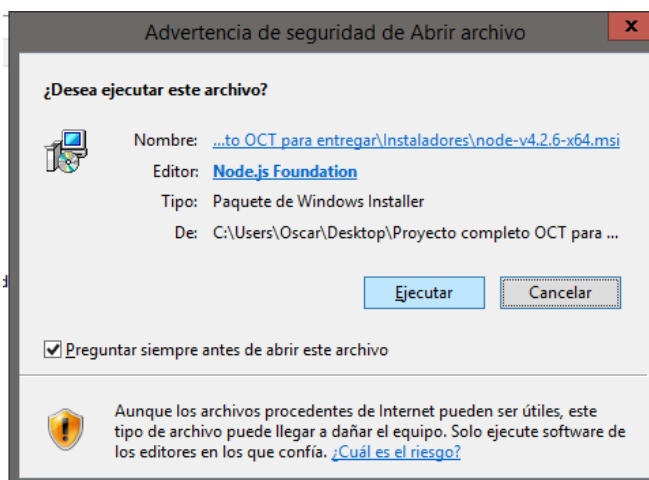 Advertencia de seguridad de Abrir archivo
x
¿Desea ejecutar este archivo?
Nombre: ...to OCT para entregar\Instaladores\node-v4.2.6-x64.msi
Editor: Node.js Foundation
Tipo: Paquete de Windows Installer
De: C:\Users\Oscar\Desktop\Proyecto completo OCT para ...
Ejecutar Cancelar
Preguntar siempre antes de abrir este archivo
Aunque los archivos procedentes de Internet pueden ser útiles, este
tipo de archivo puede llegar a dañar el equipo. Solo ejecute software de
los editores en los que confía. ¿Cuál es el riesgo?